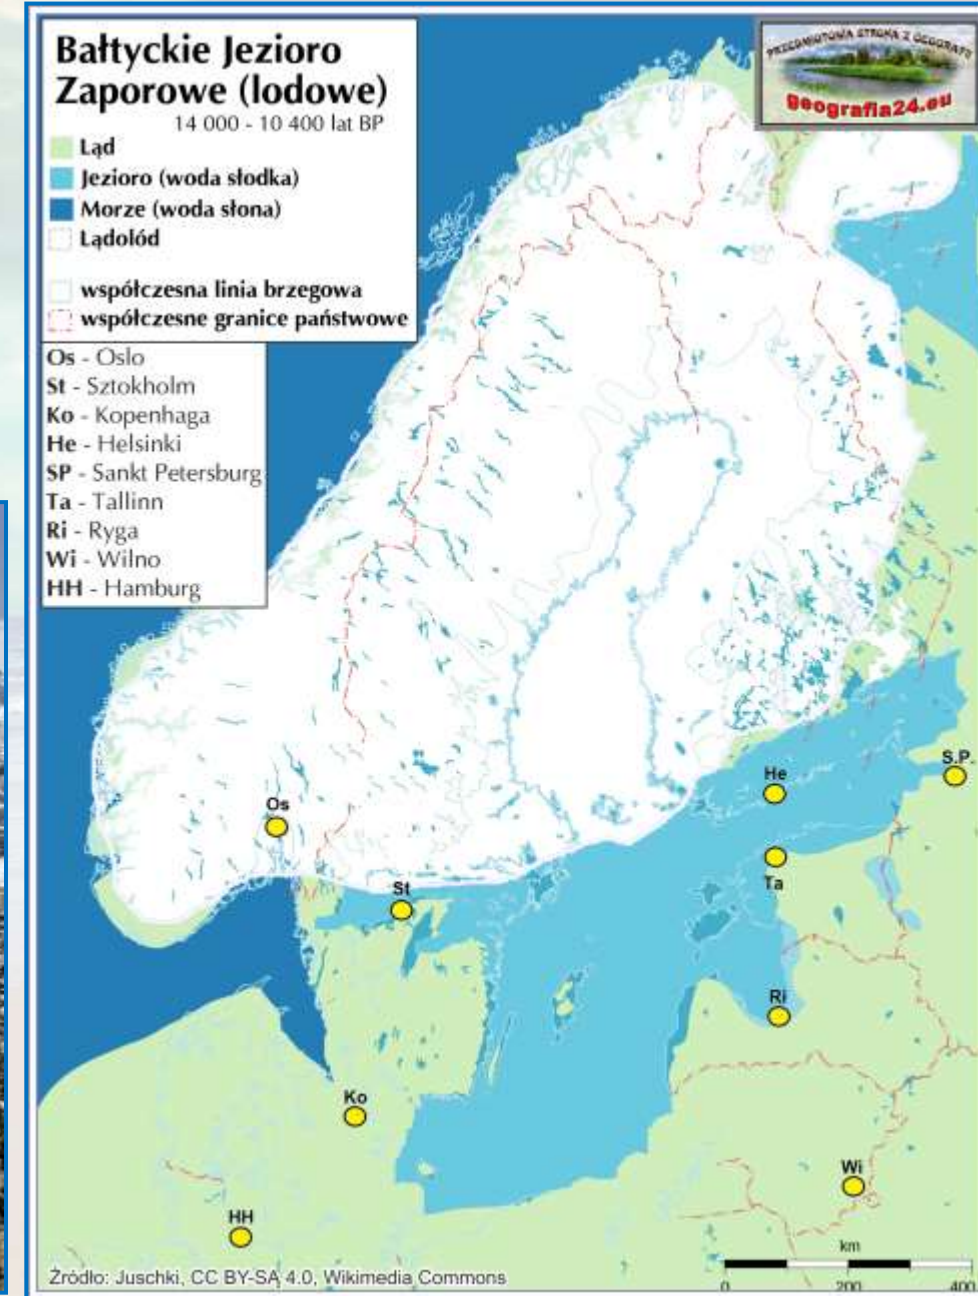 Bałtyckie Jezioro
Zaporowe (lodowe)
14 000 - 10 400 lat BP
Ląd
Jezioro (woda słodka)
Morze (woda słona)
Lądolód
współczesna linia brzegowa
współczesne granice państwowe
Os - Oslo
St - Sztokholm
Ko - Kopenhaga
He - Helsinki
SP - Sankt Petersburg
Ta - Tallinn
Ri - Ryga
Wi - Wilno
HH - Hamburg
PRZEDMIOTOWA STRONA Z GEOGRAFII
geografia24.eu
S.P.
He
Os
Ta
St
Ri
Ko
Wi
HH
km
0 200 400
Źródło: Juschki, CC BY-SA 4.0, Wikimedia Commons